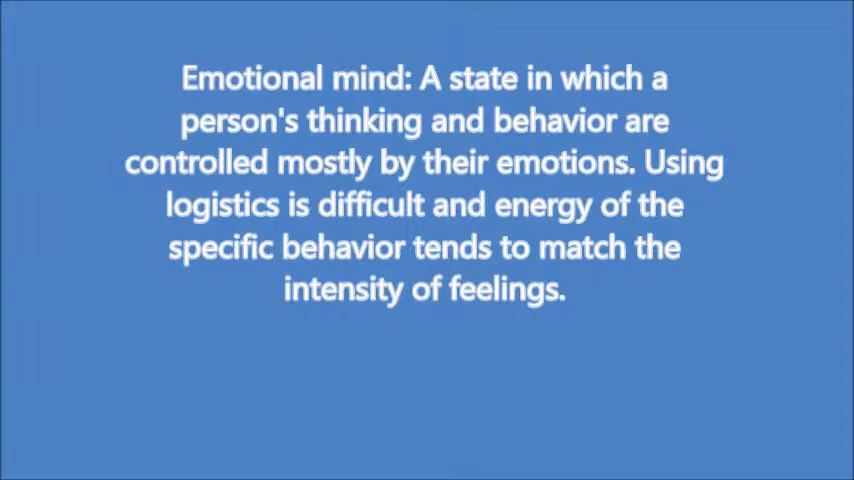 Emotional mind: A state in which a
person's thinking and behavior are
controlled mostly by their emotions. Using
logistics is difficult and energy of the
specific behavior tends to match the
intensity of feelings.